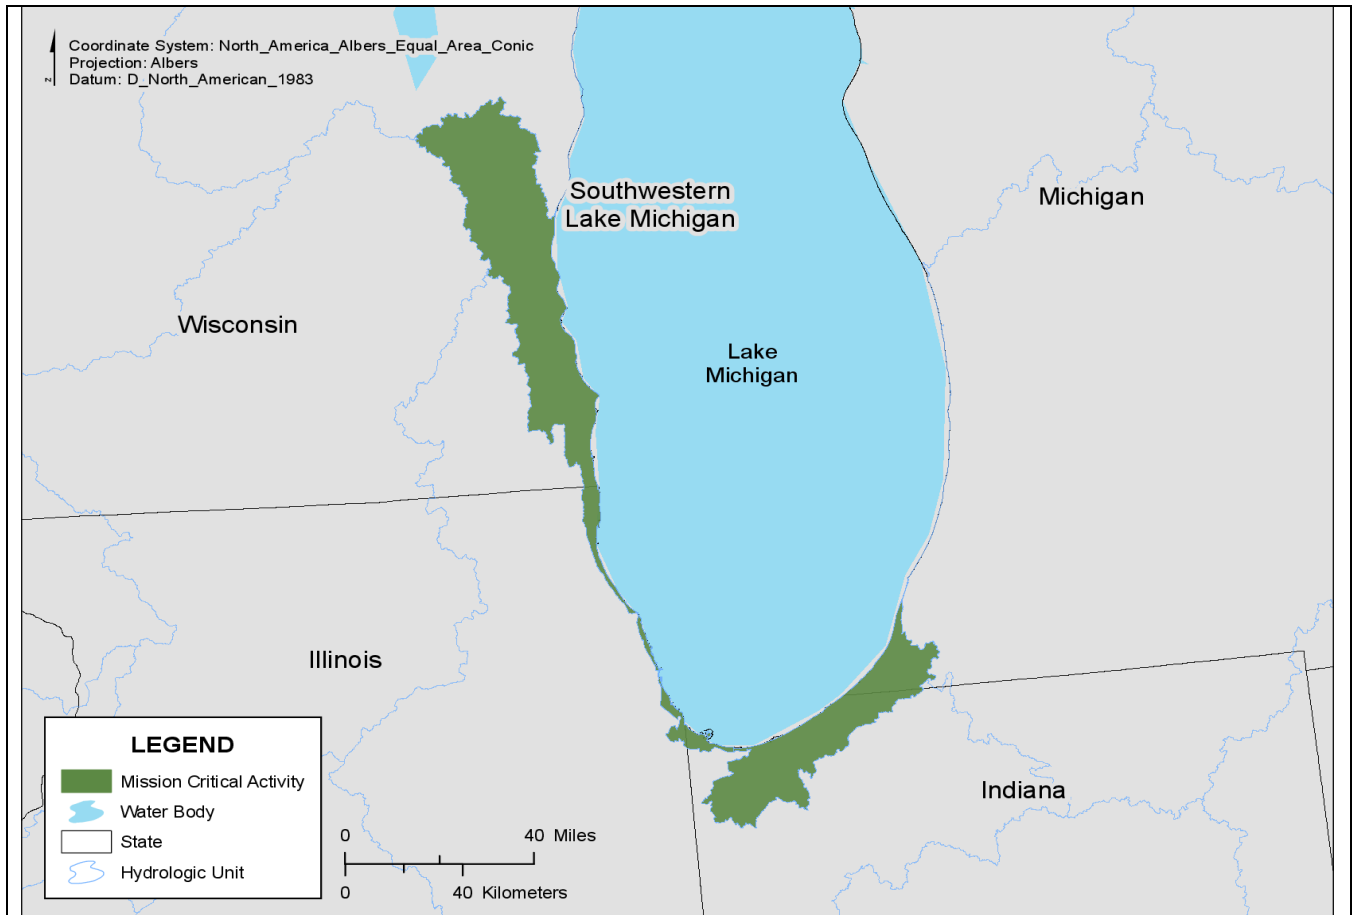 Coordinate System: North_America_Albers_Equal_Area_Conic
Projection: Albers
Datum: D_North_American_1983
N
Southwestern
Lake Michigan
Michigan
Wisconsin
Lake
Michigan
Illinois
Indiana
LEGEND
Mission Critical Activity
Water Body
State
Hydrologic Unit
0 40 Miles
0 40 Kilometers